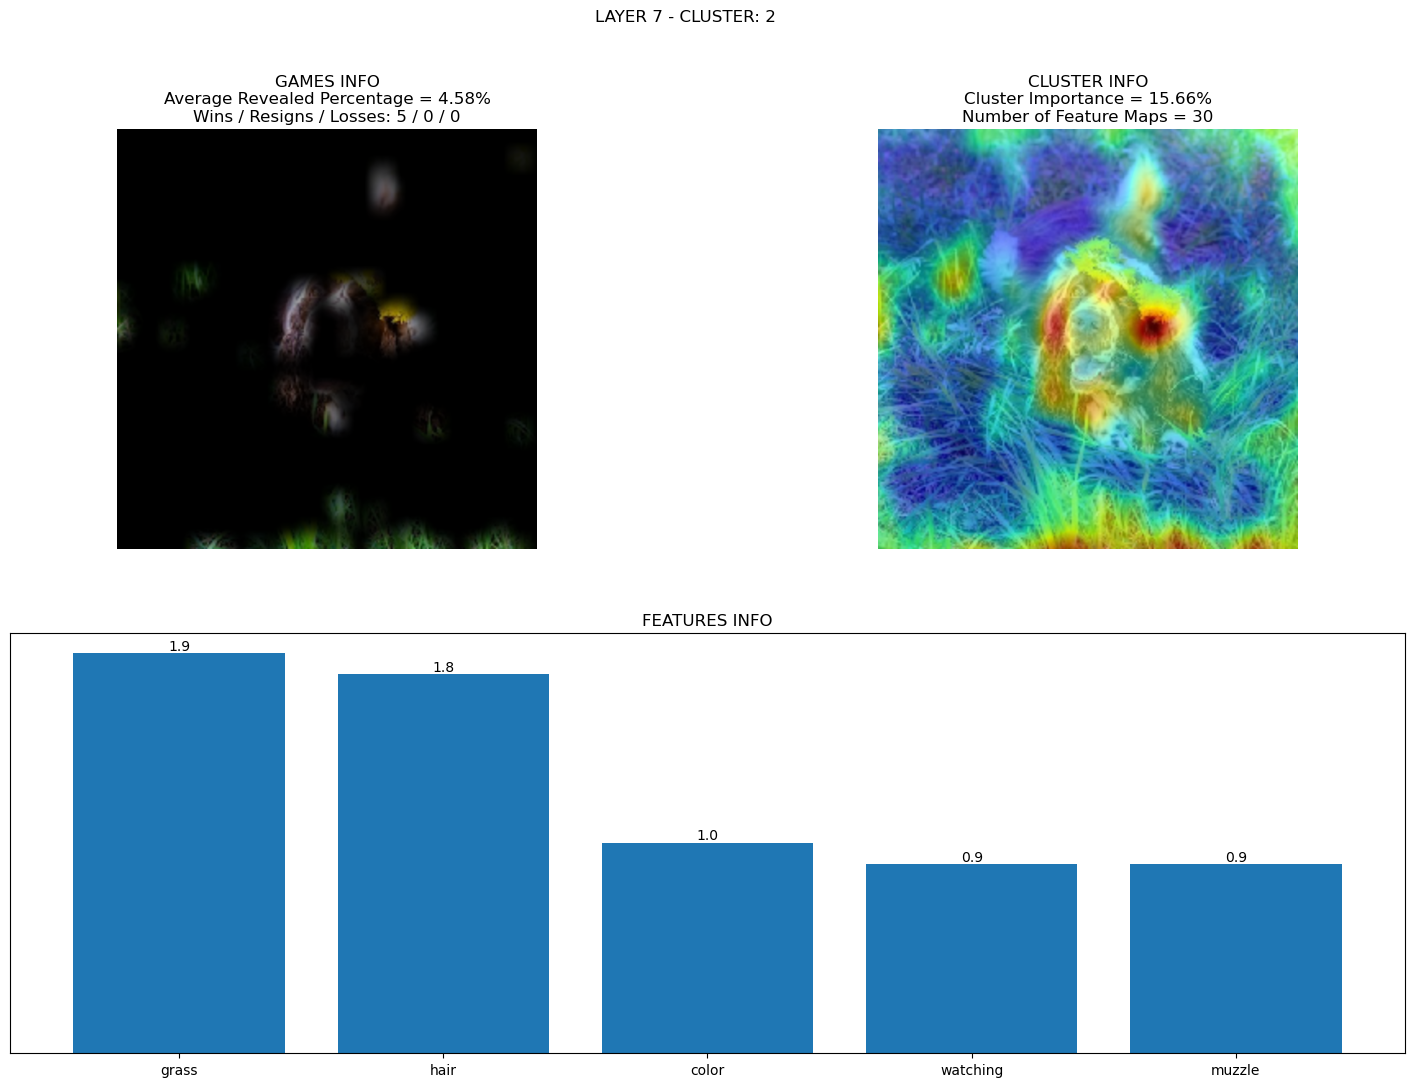 LAYER 7 - CLUSTER: 2
GAMES INFO
Average Revealed Percentage = 4.58%
Wins / Resigns / Losses: 5 / 0 / 0
CLUSTER INFO
Cluster Importance = 15.66%
Number of Feature Maps = 30
FEATURES INFO
1.9
1.8
1.0
0.9
0.9
grass
hair
color
watching
muzzle